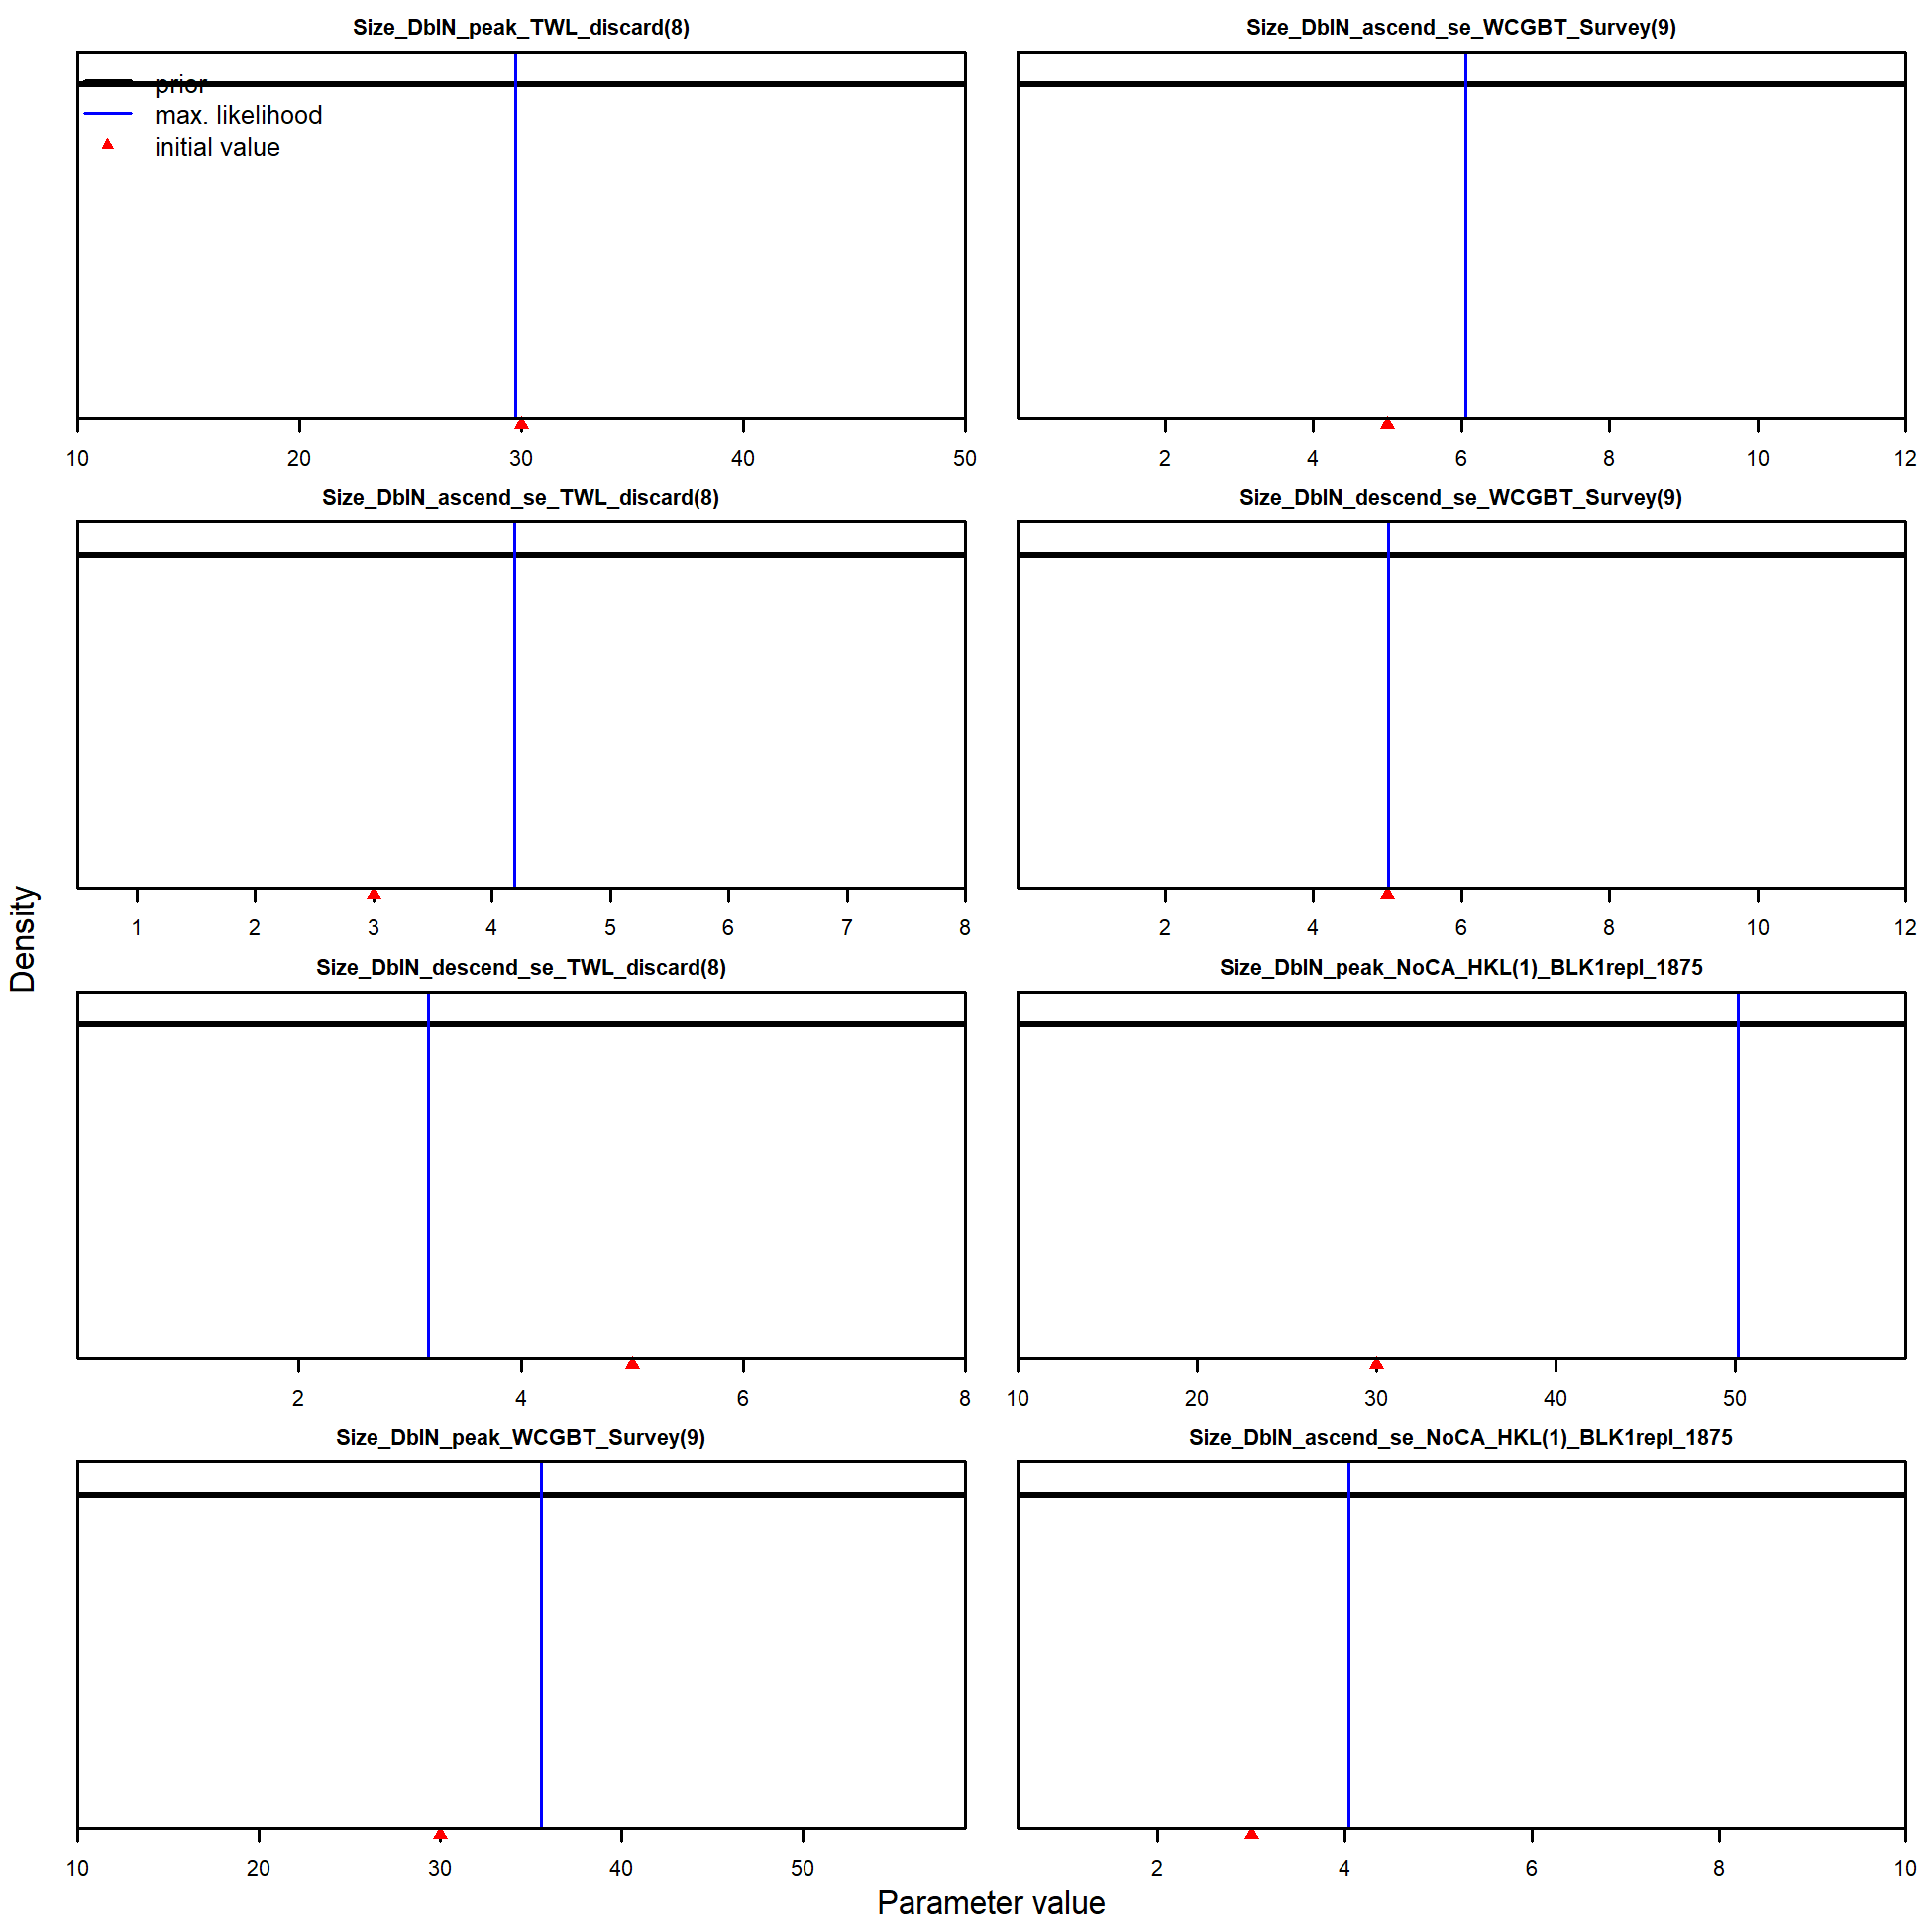 Size_DblN_peak_TWL_discard(8)
prior
max. likelihood
initial value
10 20 30 40 50
Size_DblN_ascend_se_WCGBT_Survey(9)
2 4 6 8 10 12
Size_DblN_ascend_se_TWL_discard(8)
1 2 3 4 5 6 7 8
Size_DblN_descend_se_WCGBT_Survey(9)
2 4 6 8 10 12
Density
Size_DblN_descend_se_TWL_discard(8)
2 4 6 8
Size_DblN_peak_NoCA_HKL(1)_BLK1repl_1875
10 20 30 40 50
Size_DblN_peak_WCGBT_Survey(9)
10 20 30 40 50
Size_DblN_ascend_se_NoCA_HKL(1)_BLK1repl_1875
2 4 6 8 10
Parameter value